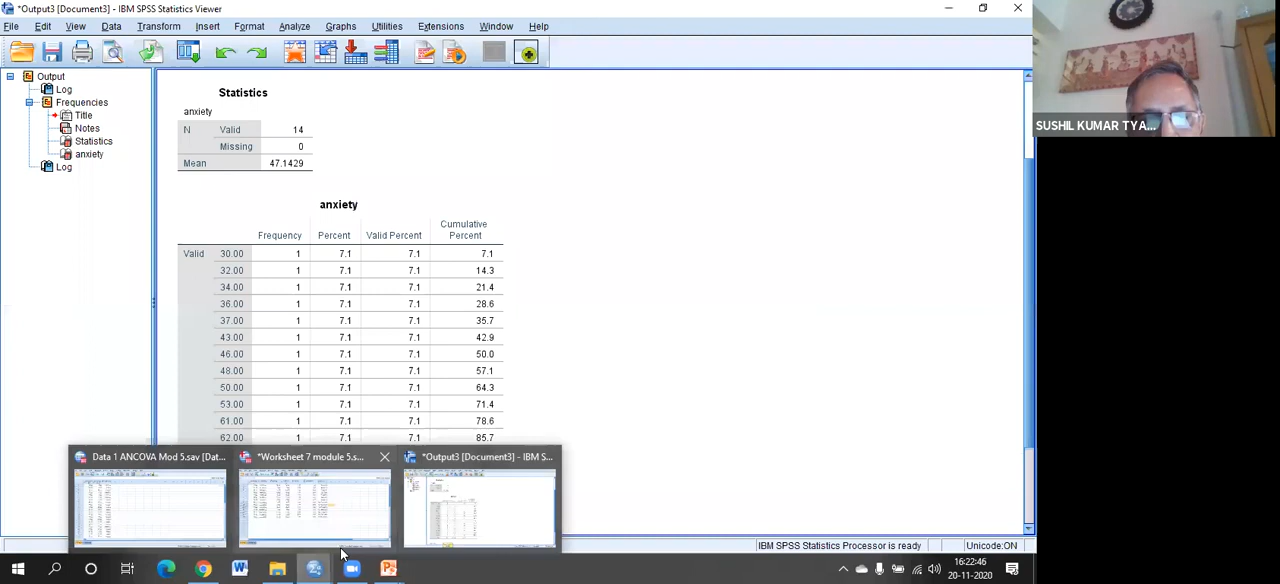 *Output3 [Document3] - IBM SPSS Statistics Viewer
File Edit View Data Transform Insert Format Analyze Graphs Utilities Extensions Window Help
Output
Log
Frequencies
Title
Notes
Statistics
anxiety
Log
Statistics
anxiety
N Valid 14
Missing 0
Mean 47.1429
anxiety
Frequency Percent Valid Percent Cumulative Percent
Valid 30.00 1 7.1 7.1 7.1
32.00 1 7.1 7.1 14.3
34.00 1 7.1 7.1 21.4
36.00 1 7.1 7.1 28.6
37.00 1 7.1 7.1 35.7
43.00 1 7.1 7.1 42.9
46.00 1 7.1 7.1 50.0
48.00 1 7.1 7.1 57.1
50.00 1 7.1 7.1 64.3
53.00 1 7.1 7.1 71.4
61.00 1 7.1 7.1 78.6
62.00 1 7.1 7.1 85.7
Data 1 ANCOVA Mod 5.sav [Dat...
*Worksheet 7 module 5.s...
*Output3 [Document3] - IBM S...
IBM SPSS Statistics Processor is ready
Unicode:ON
16:22:46
20-11-2020
SUSHIL KUMAR TYA...